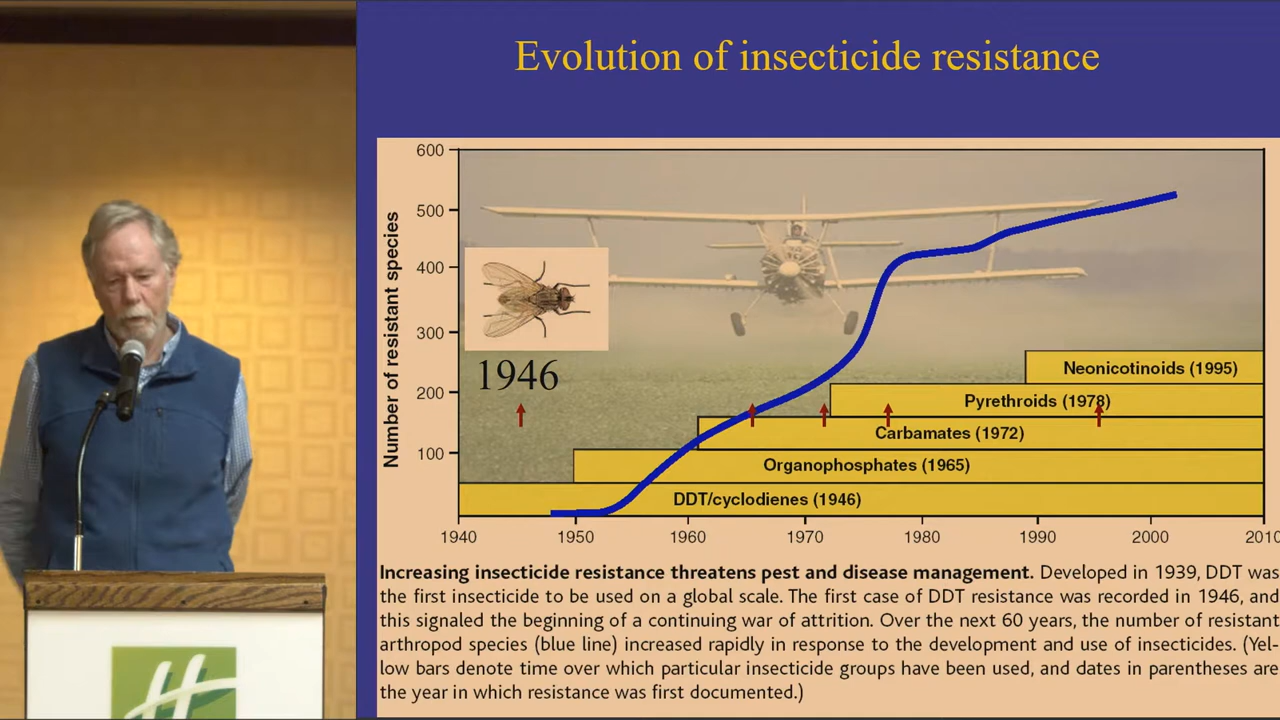 Evolution of insecticide resistance
600
500
400
300
200
100
Number of resistant species
1946
Neonicotinoids (1995)
Pyrethroids (1978)
Carbamates (1972)
Organophosphates (1965)
DDT/cyclodienes (1946)
1940 1950 1960 1970 1980 1990 2000 2010
Increasing insecticide resistance threatens pest and disease management. Developed in 1939, DDT was
the first insecticide to be used on a global scale. The first case of DDT resistance was recorded in 1946, and
this signaled the beginning of a continuing war of attrition. Over the next 60 years, the number of resistant
arthropod species (blue line) increased rapidly in response to the development and use of insecticides. (Yel-
low bars denote time over which particular insecticide groups have been used, and dates in parentheses are
the year in which resistance was first documented.)